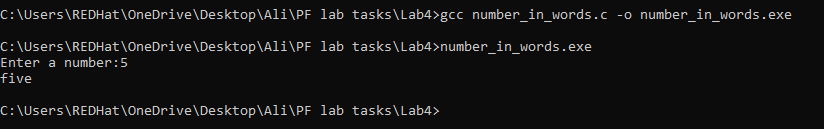 C:\Users\REDHat\OneDrive\Desktop\Ali\PF lab tasks\Lab4>gcc number_in_words.c -o number_in_words.exe
C:\Users\REDHat\OneDrive\Desktop\Ali\PF lab tasks\Lab4>number_in_words.exe
Enter a number:5
five
C:\Users\REDHat\OneDrive\Desktop\Ali\PF lab tasks\Lab4>